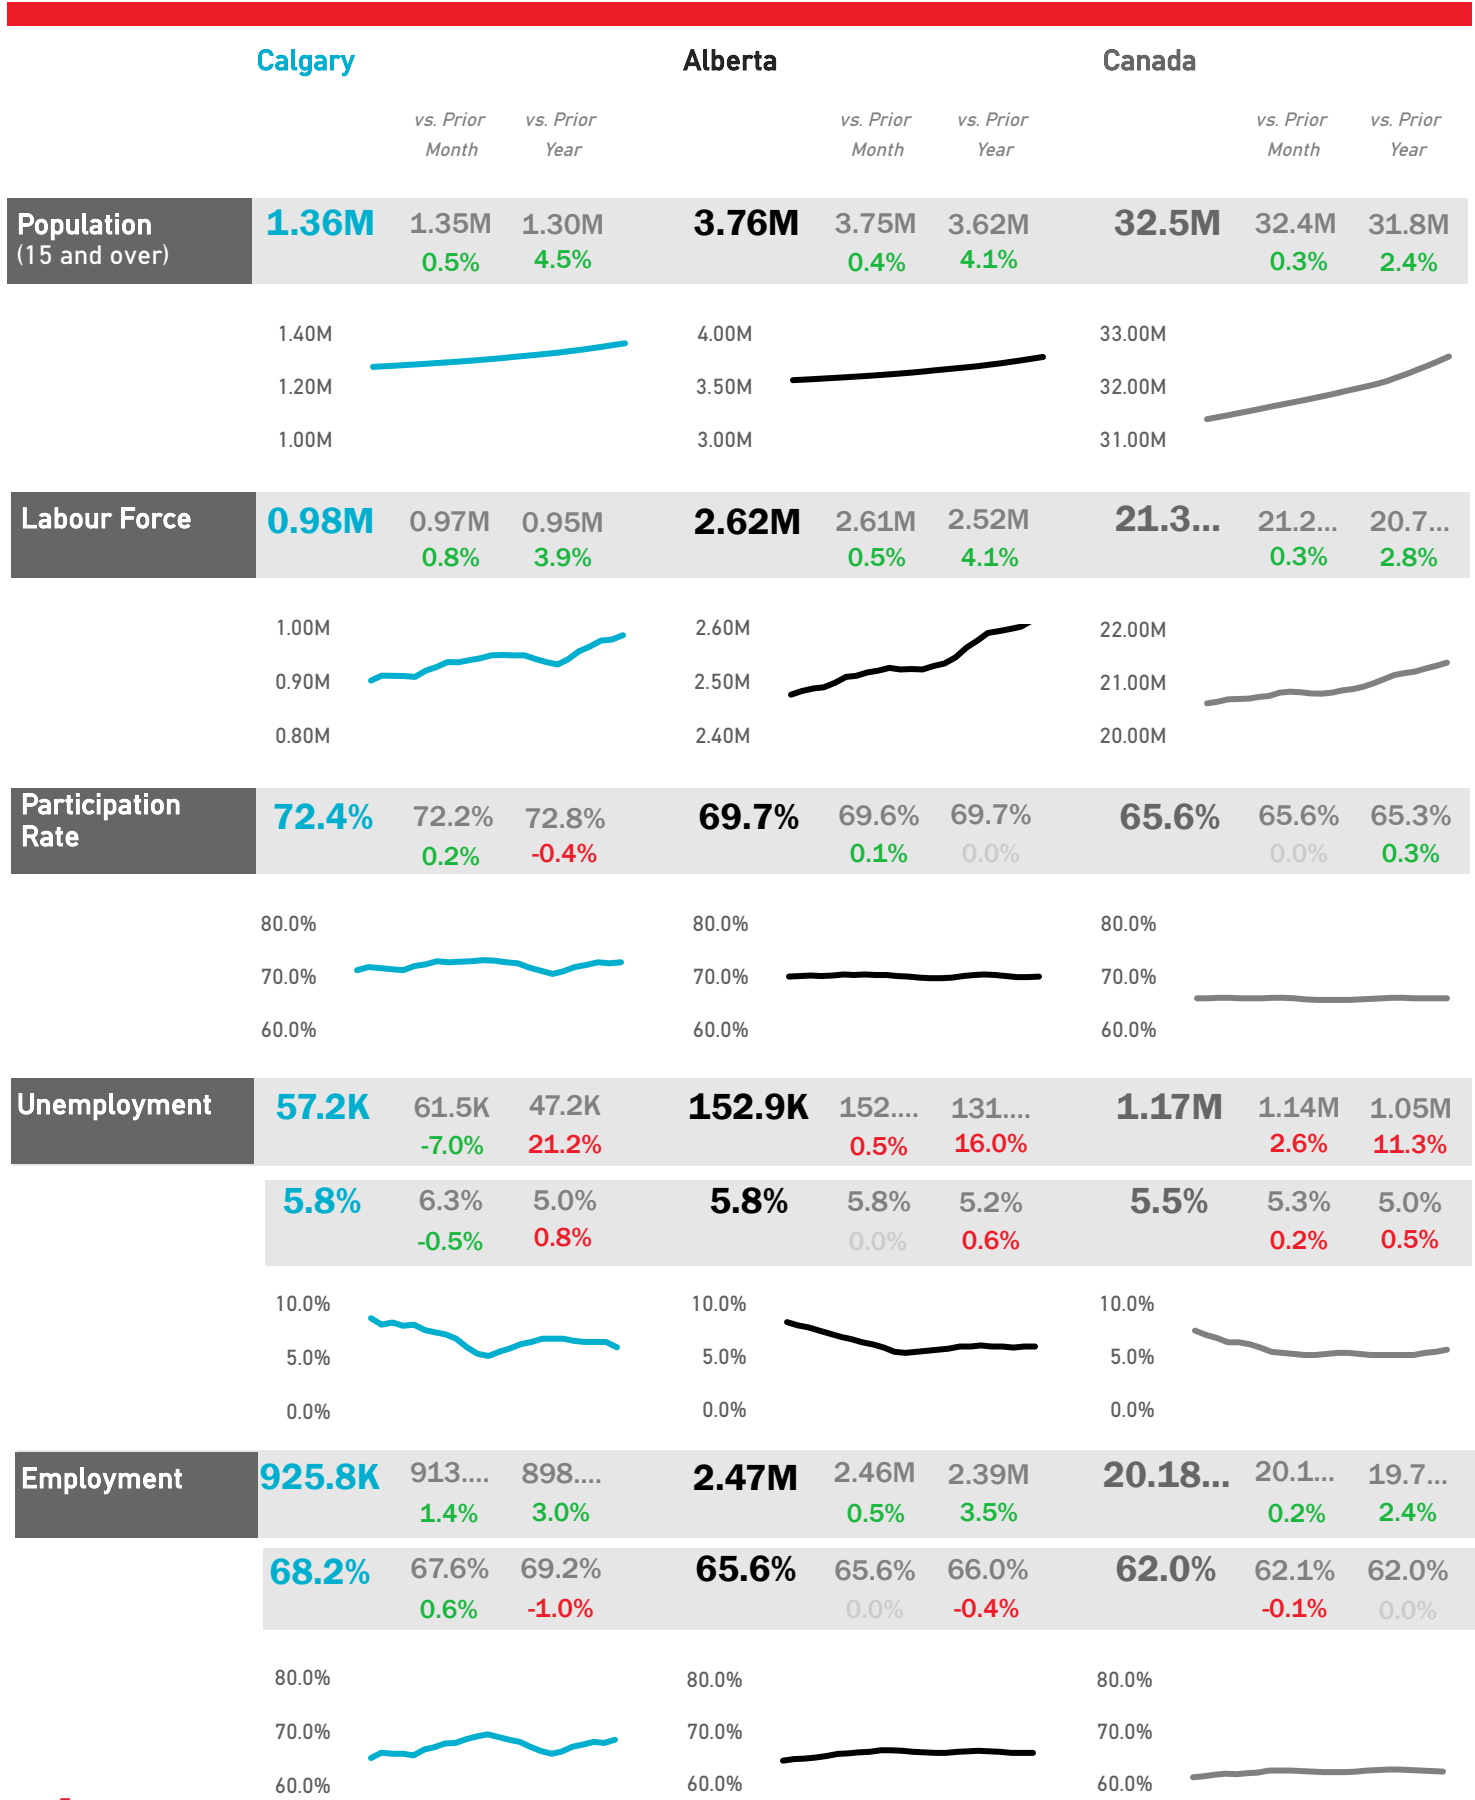 Calgary Alberta Canada
vs. Prior vs. Prior vs. Prior vs. Prior vs. Prior vs. Prior
Month Year Month Year Month Year
Population 1.36M 1.35M 1.30M 3.76M 3.75M 3.62M 32.5M 32.4M 31.8M
(15 and over) 0.5% 4.5% 0.4% 4.1% 0.3% 2.4%
1.40M 4.00M 33.00M
1.20M 3.50M 32.00M
1.00M 3.00M 31.00M
Labour Force 0.98M 0.97M 0.95M 2.62M 2.61M 2.52M 21.3... 21.2... 20.7...
0.8% 3.9% 0.5% 4.1% 0.3% 2.8%
1.00M 2.60M 22.00M
0.90M 2.50M 21.00M
0.80M 2.40M 20.00M
Participation 72.4% 72.2% 72.8% 69.7% 69.6% 69.7% 65.6% 65.6% 65.3%
Rate 0.2% -0.4% 0.1% 0.0% 0.0% 0.3%
80.0% 80.0% 80.0%
70.0% 70.0% 70.0%
60.0% 60.0% 60.0%
Unemployment 57.2K 61.5K 47.2K 152.9K 152.... 131.... 1.17M 1.14M 1.05M
-7.0% 21.2% 0.5% 16.0% 2.6% 11.3%
5.8% 6.3% 5.0% 5.8% 5.8% 5.2% 5.5% 5.3% 5.0%
-0.5% 0.8% 0.0% 0.6% 0.2% 0.5%
10.0% 10.0% 10.0%
5.0% 5.0% 5.0%
0.0% 0.0% 0.0%
Employment 925.8K 913.... 898.... 2.47M 2.46M 2.39M 20.18... 20.1... 19.7...
1.4% 3.0% 0.5% 3.5% 0.2% 2.4%
68.2% 67.6% 69.2% 65.6% 65.6% 66.0% 62.0% 62.1% 62.0%
0.6% -1.0% 0.0% -0.4% -0.1% 0.0%
80.0% 80.0% 80.0%
70.0% 70.0% 70.0%
60.0% 60.0% 60.0%